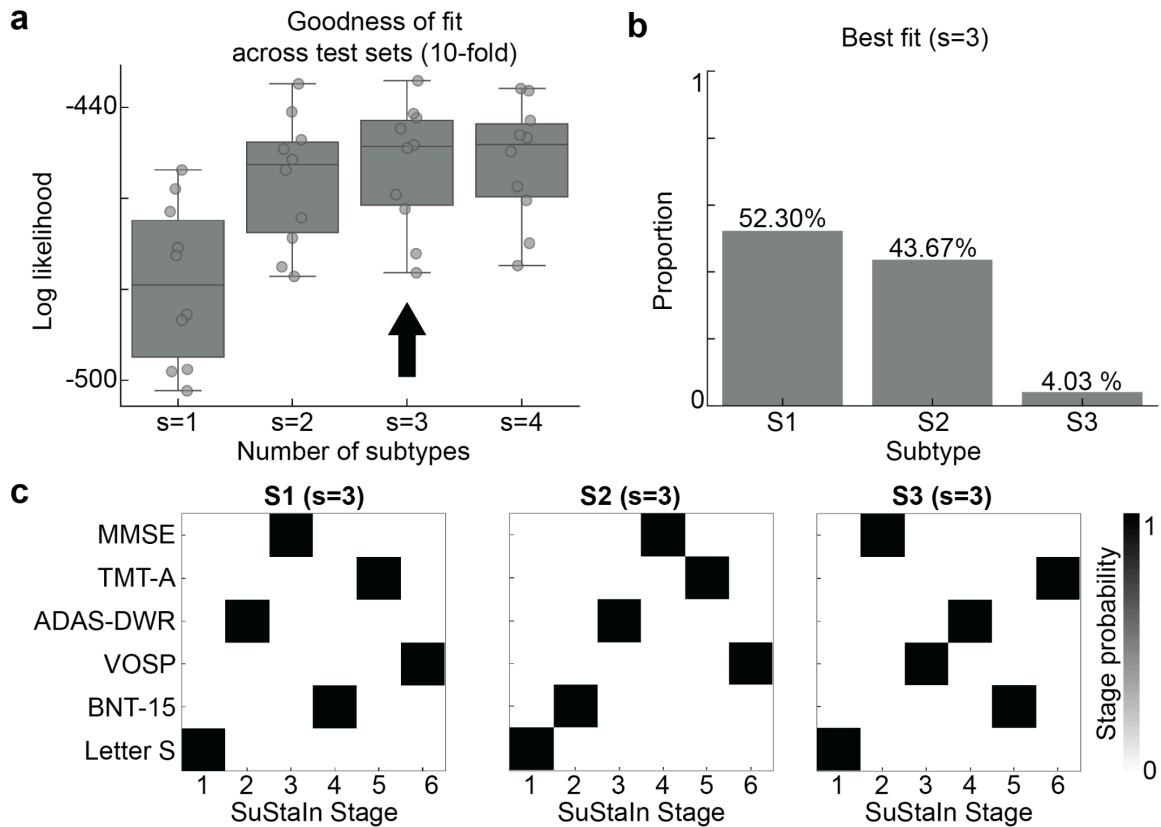 a
Goodness of fit
across test sets (10-fold)
Log likelihood
-440
-500
s=1 s=2 s=3 s=4
Number of subtypes
b
Best fit (s=3)
Proportion
1
0
52.30%
43.67%
4.03 %
S1 S2 S3
Subtype
c
S1 (s=3) S2 (s=3) S3 (s=3)
MMSE
TMT-A
ADAS-DWR
VOSP
BNT-15
Letter S
1 2 3 4 5 6 1 2 3 4 5 6 1 2 3 4 5 6
SuStaIn Stage SuStaIn Stage SuStaIn Stage
Stage probability
1
0